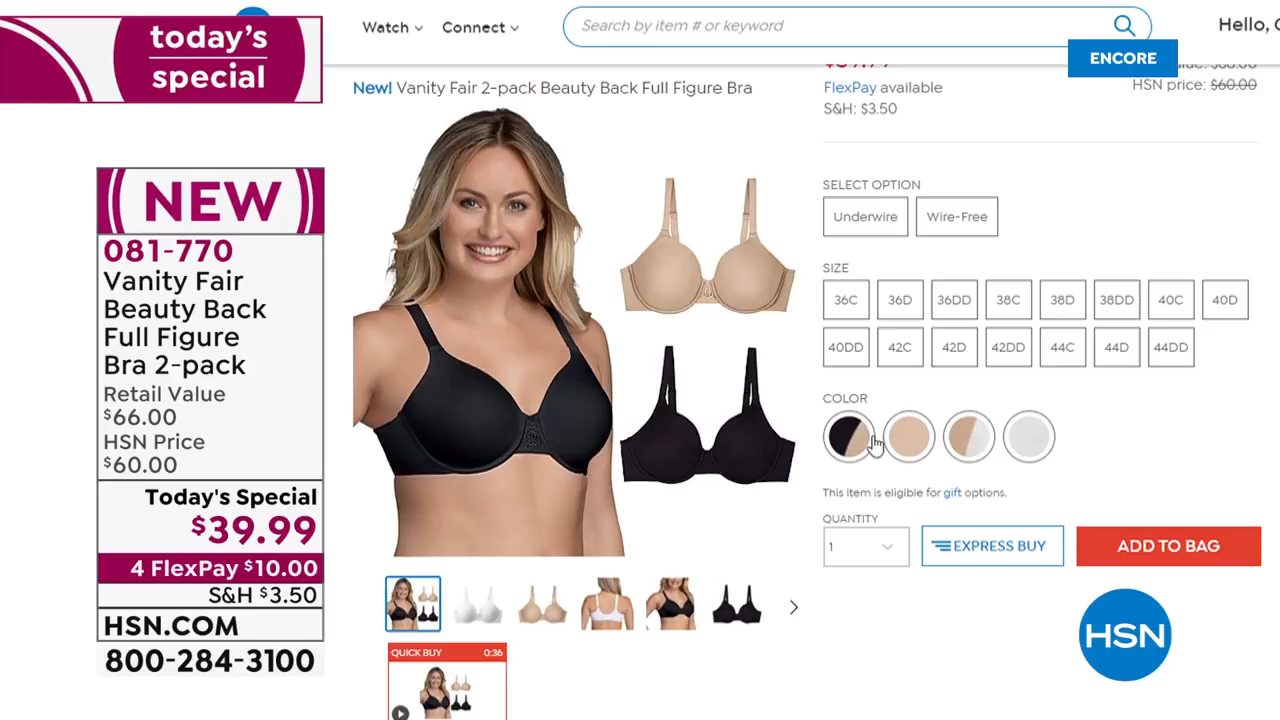 today's
special
Watch
Connect
Search by item # or keyword
Hello,
ENCORE
New! Vanity Fair 2-pack Beauty Back Full Figure Bra
FlexPay available
S&H: $3.50
HSN price: $60.00
NEW
081-770
Vanity Fair
Beauty Back
Full Figure
Bra 2-pack
Retail Value
$66.00
HSN Price
$60.00
Today's Special
$39.99
4 FlexPay $10.00
S&H $3.50
HSN.COM
800-284-3100
SELECT OPTION
Underwire
Wire-Free
SIZE
36C
36D
36DD
38C
38D
38DD
40C
40D
40DD
42C
42D
42DD
44C
44D
44DD
COLOR
This item is eligible for gift options.
QUANTITY
1
EXPRESS BUY
ADD TO BAG
QUICK BUY
0:36
HSN